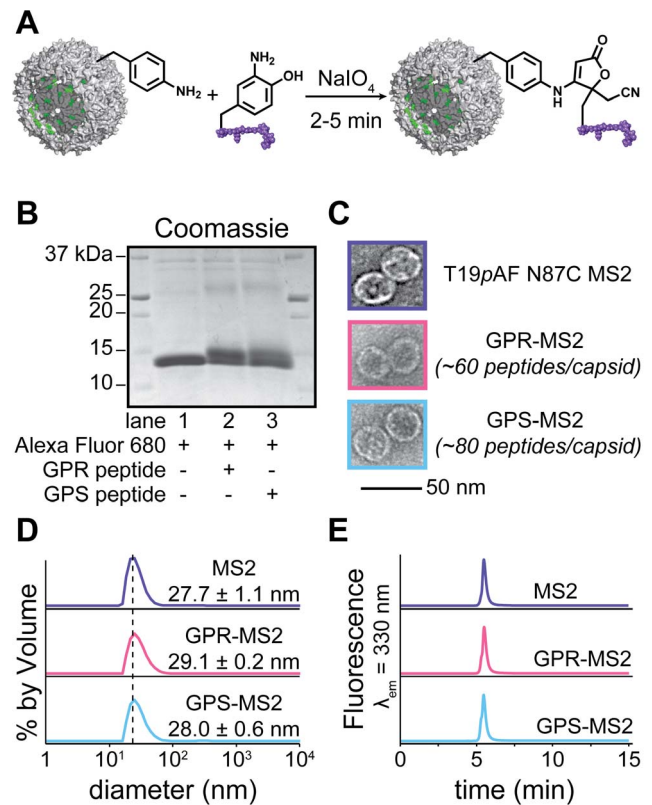 A
NH₂
+
NH₂
OH
NaIO₄
2-5 min
O
O
N
H
CN
B
Coomassie
37 kDa
25
20
15
10
lane 1 2 3
Alexa Fluor 680 + + +
GPR peptide - + -
GPS peptide - - +
C
T19pAF N87C MS2
GPR-MS2
(~60 peptides/capsid)
GPS-MS2
(~80 peptides/capsid)
50 nm
D
% by Volume
MS2
27.7 ± 1.1 nm
GPR-MS2
29.1 ± 0.2 nm
GPS-MS2
28.0 ± 0.6 nm
1 10¹ 10² 10³ 10⁴
diameter (nm)
E
Fluorescence
λem = 330 nm
MS2
GPR-MS2
GPS-MS2
0 5 10 15
time (min)